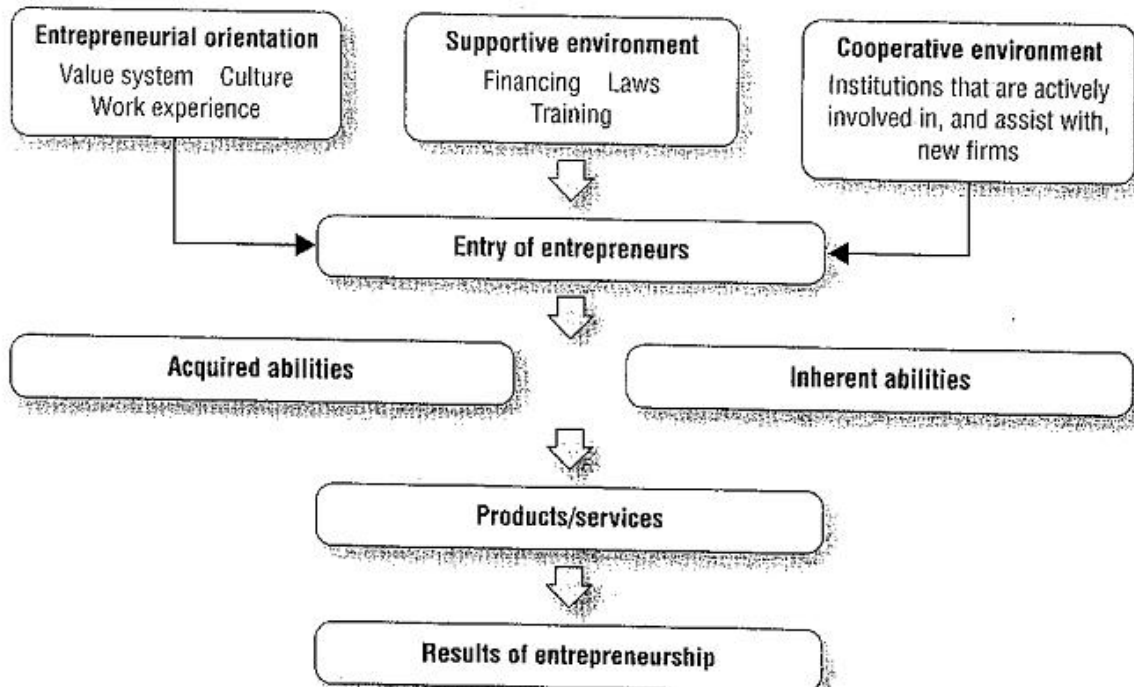 Entrepreneurial orientation
Value system Culture
Work experience
Supportive environment
Financing Laws
Training
Cooperative environment
Institutions that are actively
involved in, and assist with,
new firms
Entry of entrepreneurs
Acquired abilities
Inherent abilities
Products/services
Results of entrepreneurship